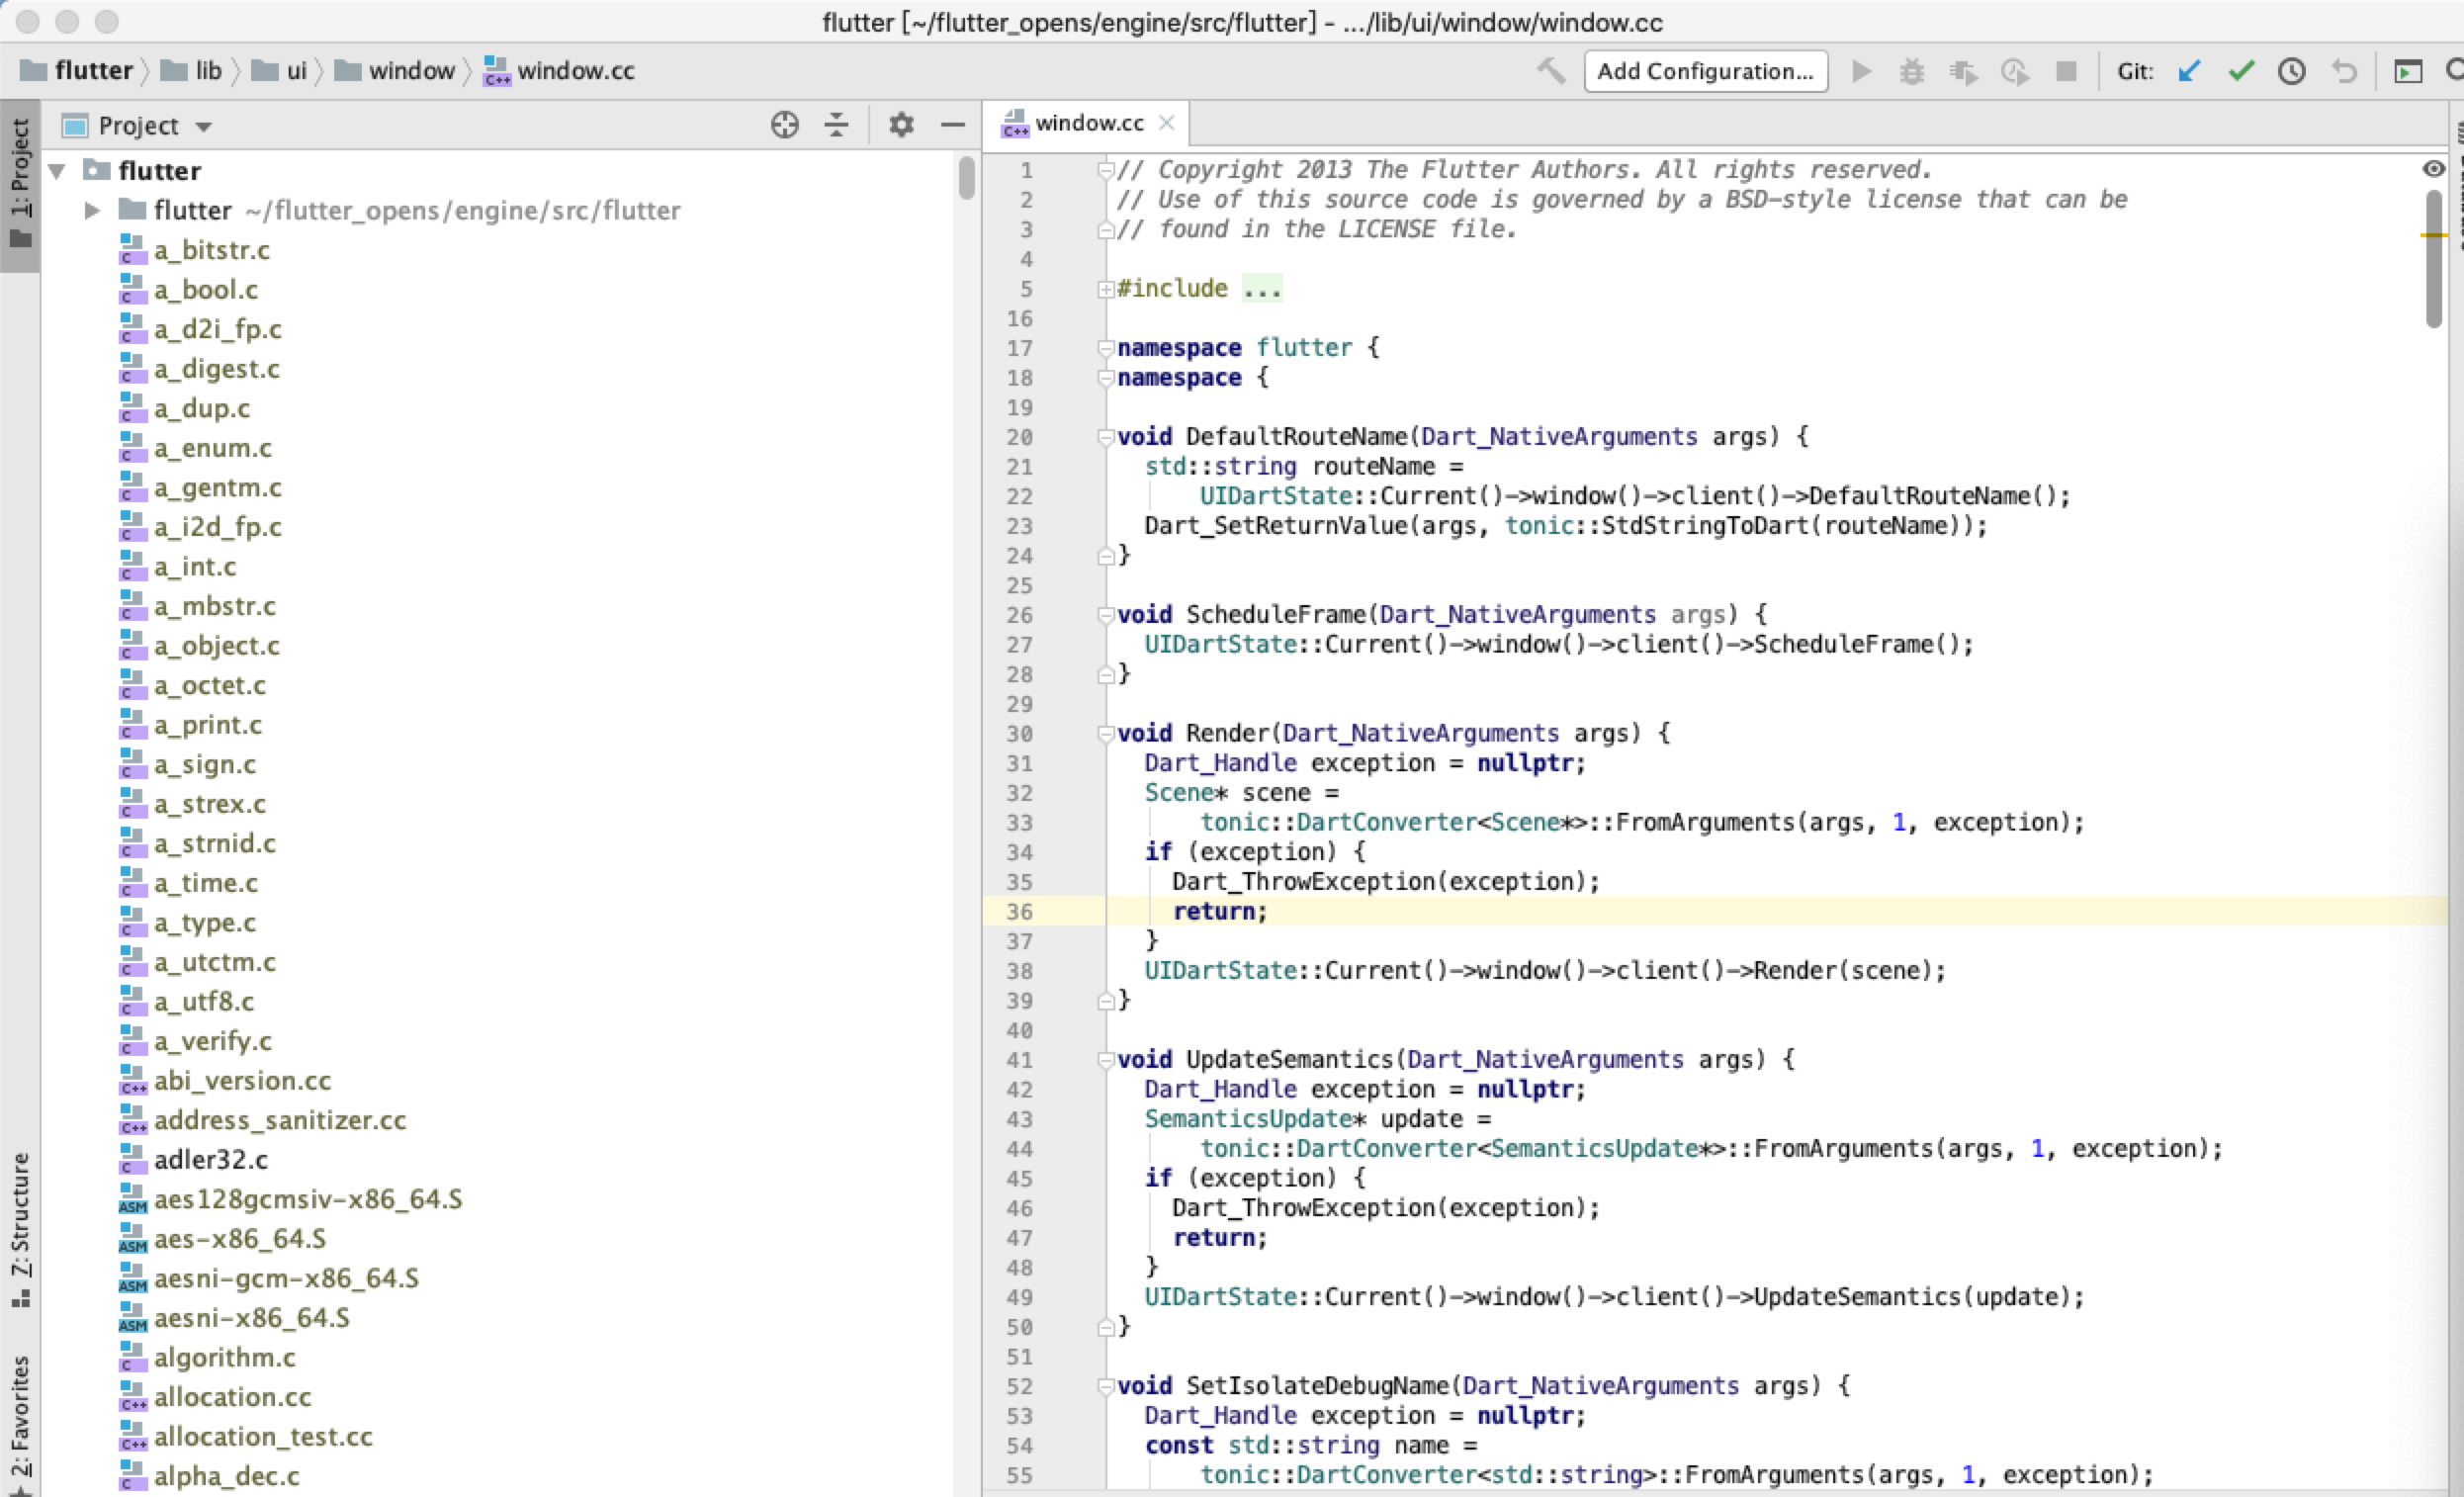 flutter [~/flutter_opens/engine/src/flutter] - .../lib/ui/window/window.cc
flutter lib ui window window.cc
Add Configuration...
Git:
1: Project
Z: Structure
2: Favorites
Project
flutter
flutter ~/flutter_opens/engine/src/flutter
a_bitstr.c
a_bool.c
a_d2i_fp.c
a_digest.c
a_dup.c
a_enum.c
a_gentm.c
a_i2d_fp.c
a_int.c
a_mbstr.c
a_object.c
a_octet.c
a_print.c
a_sign.c
a_strex.c
a_strnid.c
a_time.c
a_type.c
a_utctm.c
a_utf8.c
a_verify.c
abi_version.cc
address_sanitizer.cc
adler32.c
aes128gcmsiv-x86_64.S
aes-x86_64.S
aesni-gcm-x86_64.S
aesni-x86_64.S
algorithm.c
allocation.cc
allocation_test.cc
alpha_dec.c
window.cc
1 // Copyright 2013 The Flutter Authors. All rights reserved.
2 // Use of this source code is governed by a BSD-style license that can be
3 // found in the LICENSE file.
4
5 #include ...
16
17 namespace flutter {
18 namespace {
19
20 void DefaultRouteName(Dart_NativeArguments args) {
21 std::string routeName =
22 UIDartState::Current()->window()->client()->DefaultRouteName();
23 Dart_SetReturnValue(args, tonic::StdStringToDart(routeName));
24 }
25
26 void ScheduleFrame(Dart_NativeArguments args) {
27 UIDartState::Current()->window()->client()->ScheduleFrame();
28 }
29
30 void Render(Dart_NativeArguments args) {
31 Dart_Handle exception = nullptr;
32 Scene* scene =
33 tonic::DartConverter<Scene*>::FromArguments(args, 1, exception);
34 if (exception) {
35 Dart_ThrowException(exception);
36 return;
37 }
38 UIDartState::Current()->window()->client()->Render(scene);
39 }
40
41 void UpdateSemantics(Dart_NativeArguments args) {
42 Dart_Handle exception = nullptr;
43 SemanticsUpdate* update =
44 tonic::DartConverter<SemanticsUpdate*>::FromArguments(args, 1, exception);
45 if (exception) {
46 Dart_ThrowException(exception);
47 return;
48 }
49 UIDartState::Current()->window()->client()->UpdateSemantics(update);
50 }
51
52 void SetIsolateDebugName(Dart_NativeArguments args) {
53 Dart_Handle exception = nullptr;
54 const std::string name =
55 tonic::DartConverter<std::string>::FromArguments(args, 1, exception);